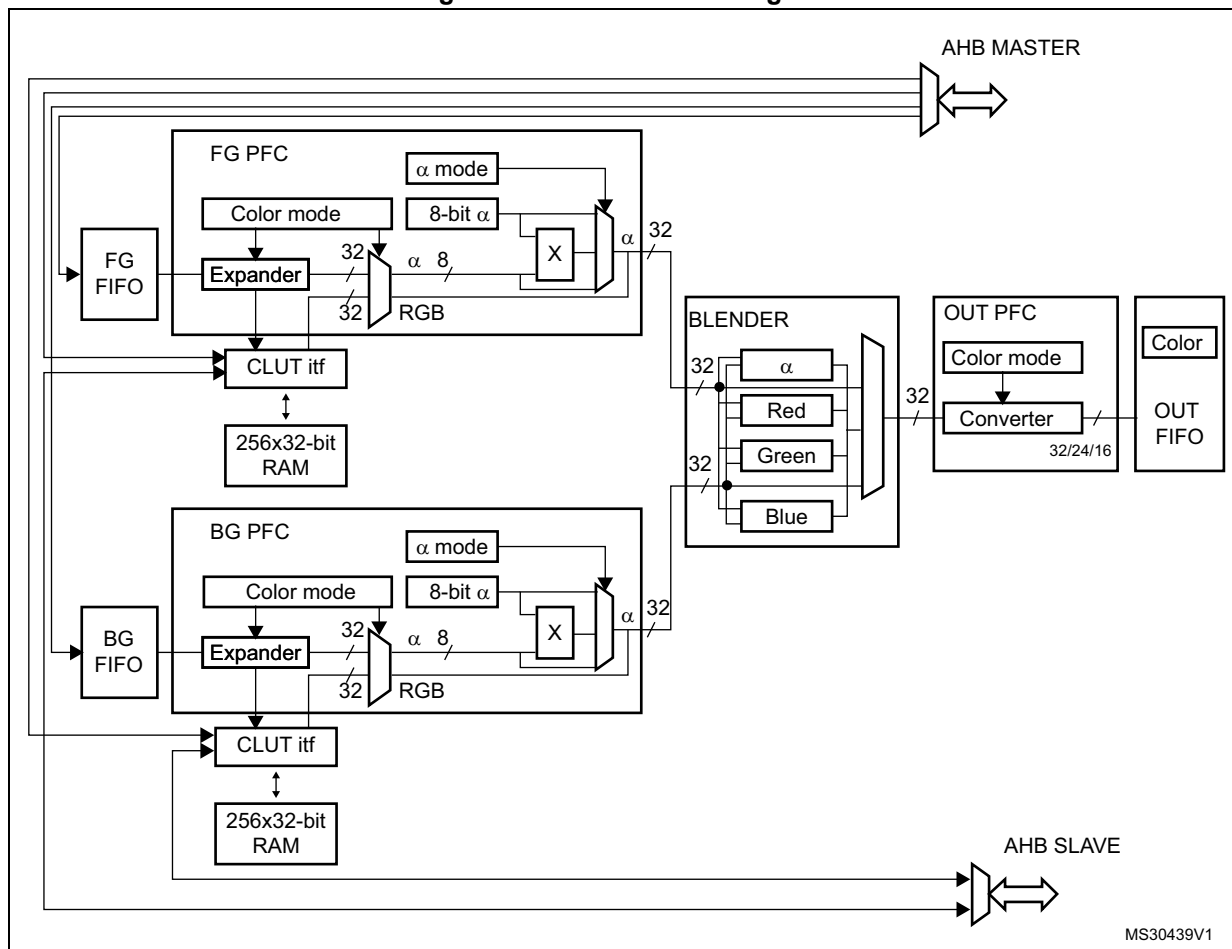 AHB MASTER
FG PFC
α mode
Color mode
8-bit α
FG
FIFO
Expander
32
32
α
8
X
α
32
RGB
CLUT itf
256x32-bit
RAM
BLENDER
32
α
Red
Green
32
Blue
32
OUT PFC
Color mode
Converter
32/24/16
Color
OUT
FIFO
BG PFC
α mode
Color mode
8-bit α
BG
FIFO
Expander
32
32
α
8
X
α
32
RGB
CLUT itf
256x32-bit
RAM
AHB SLAVE
MS30439V1